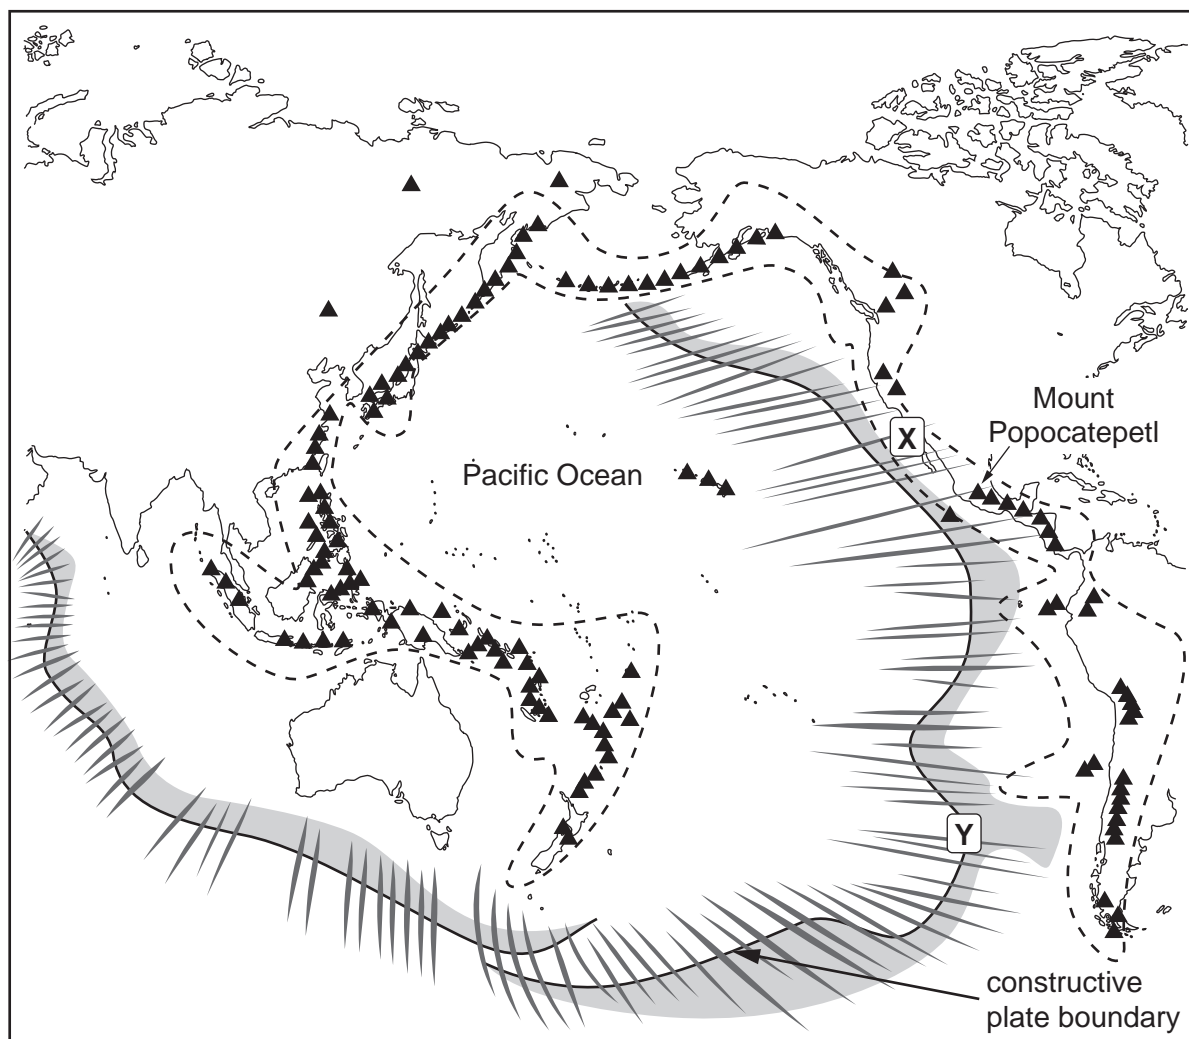 Mount
Popocatepetl
X
Pacific Ocean
Y
constructive
plate boundary